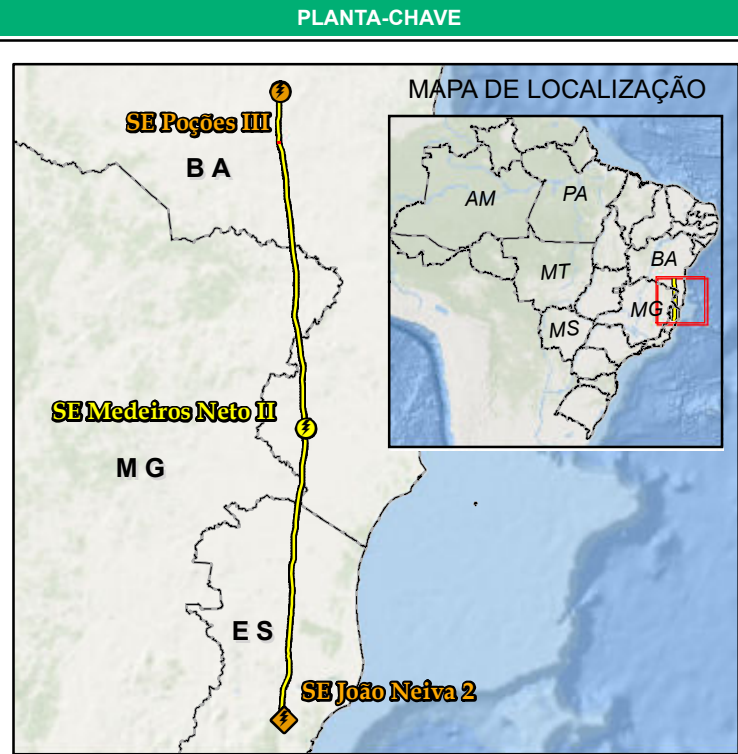 PLANTA-CHAVE
MAPA DE LOCALIZAÇÃO
SE Poções III
B A
AM
PA
BA
MT
MG
MS
SE Medeiros Neto II
M G
E S
SE João Neiva 2